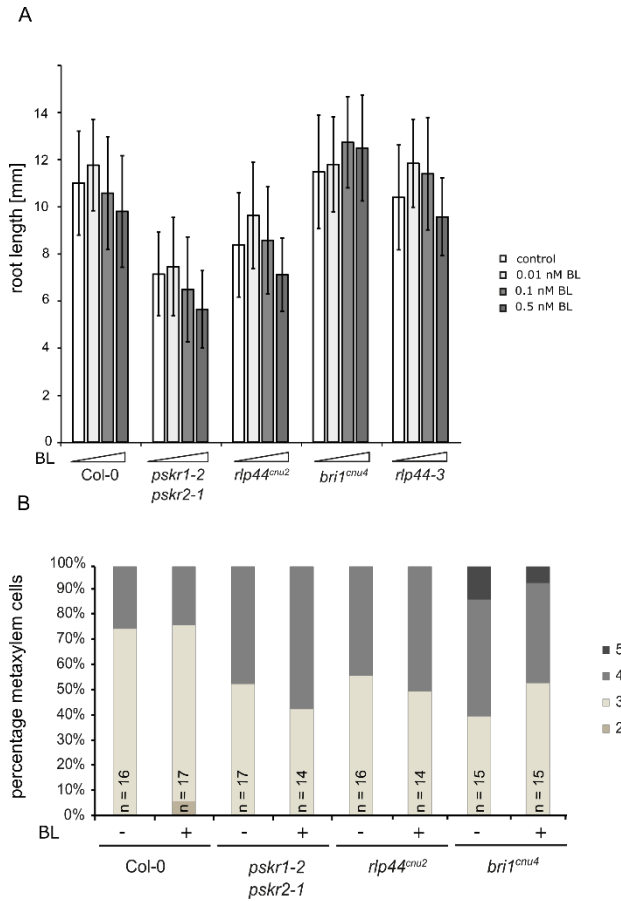 A
root length [mm]
14
12
10
8
6
4
2
0
control
0.01 nM BL
0.1 nM BL
0.5 nM BL
BL
Col-0
pskr1-2
pskr2-1
rlp44cnu2
bri1cnu4
rlp44-3
B
percentage metaxylem cells
100%
90%
80%
70%
60%
50%
40%
30%
20%
10%
0%
n = 16
n = 17
n = 17
n = 14
n = 16
n = 14
n = 15
n = 15
5
4
3
2
BL - + - + - + - +
Col-0
pskr1-2
pskr2-1
rlp44cnu2
bri1cnu4